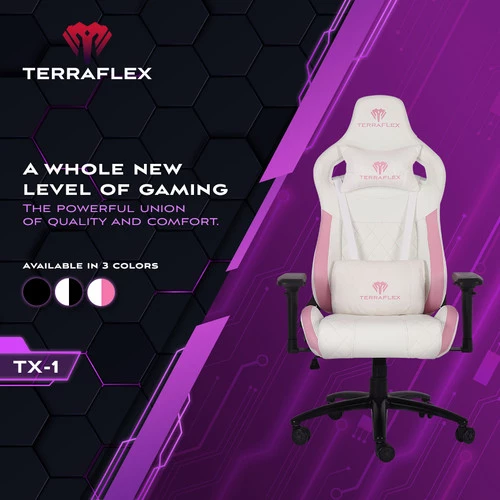 TERRAFLEX
A WHOLE NEW
LEVEL OF GAMING
THE POWERFUL UNION
OF QUALITY AND COMFORT.
AVAILABLE IN 3 COLORS
TX-1
TERRAFLEX
TERRAFLEX
TERRAFLEX